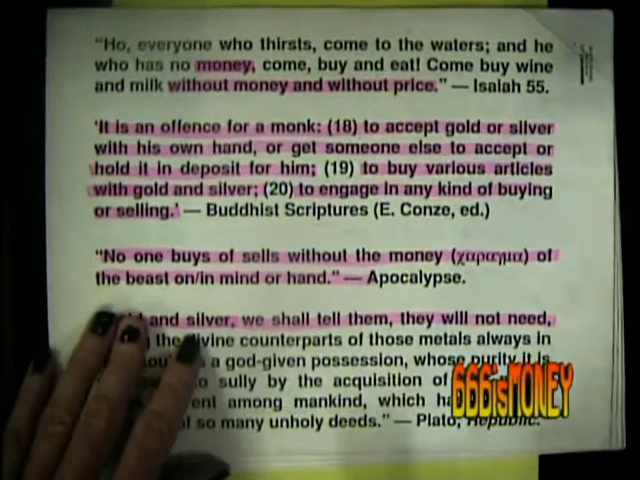 “Ho, everyone who thirsts, come to the waters; and he
who has no money, come, buy and eat! Come buy wine
and milk without money and without price.” — Isaiah 55.
‘It is an offence for a monk: (18) to accept gold or silver
with his own hand, or get someone else to accept or
hold it in deposit for him; (19) to buy various articles
with gold and silver; (20) to engage in any kind of buying
or selling.’ — Buddhist Scriptures (E. Conze, ed.)
“No one buys of sells without the money (χαραγμα) of
the beast on/in mind or hand.” — Apocalypse.
and silver, we shall tell them, they will not need,
the divine counterparts of those metals always in
a god-given possession, whose purity it is
to sully by the acquisition of
among mankind, which
of so many unholy deeds.” — Plato, Republic.
666isMONEY